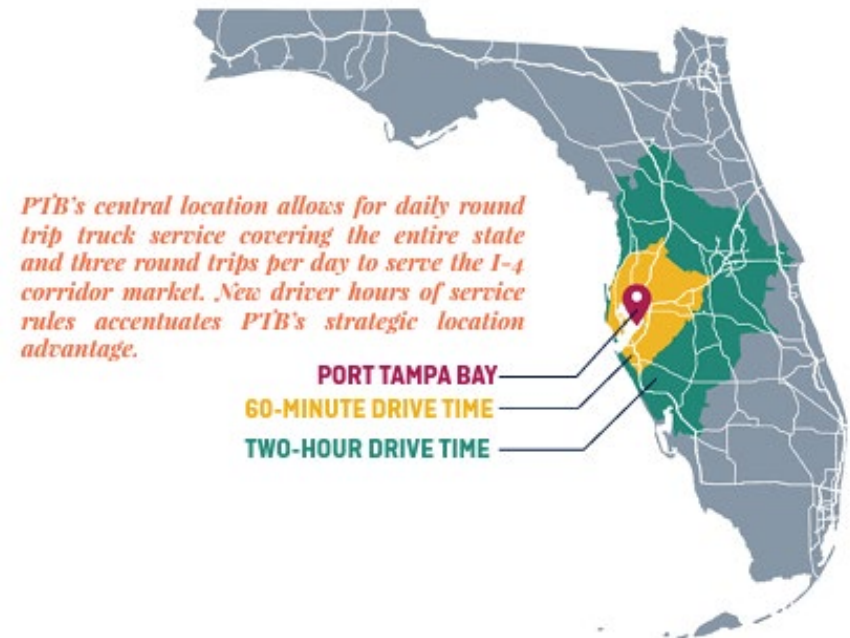 PTB's central location allows for daily round
trip truck service covering the entire state
and three round trips per day to serve the I-4
corridor market. New driver hours of service
rules accentuates PTB's strategic location
advantage.
PORT TAMPA BAY
60-MINUTE DRIVE TIME
TWO-HOUR DRIVE TIME